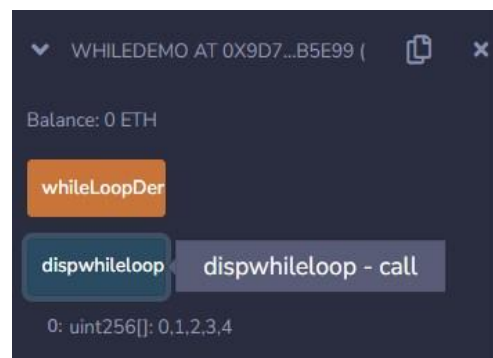 WHILEDEMO AT 0X9D7...B5E99 (
Balance: 0 ETH
whileLoopDer
dispwhileloop
dispwhileloop - call
0: uint256[]: 0,1,2,3,4